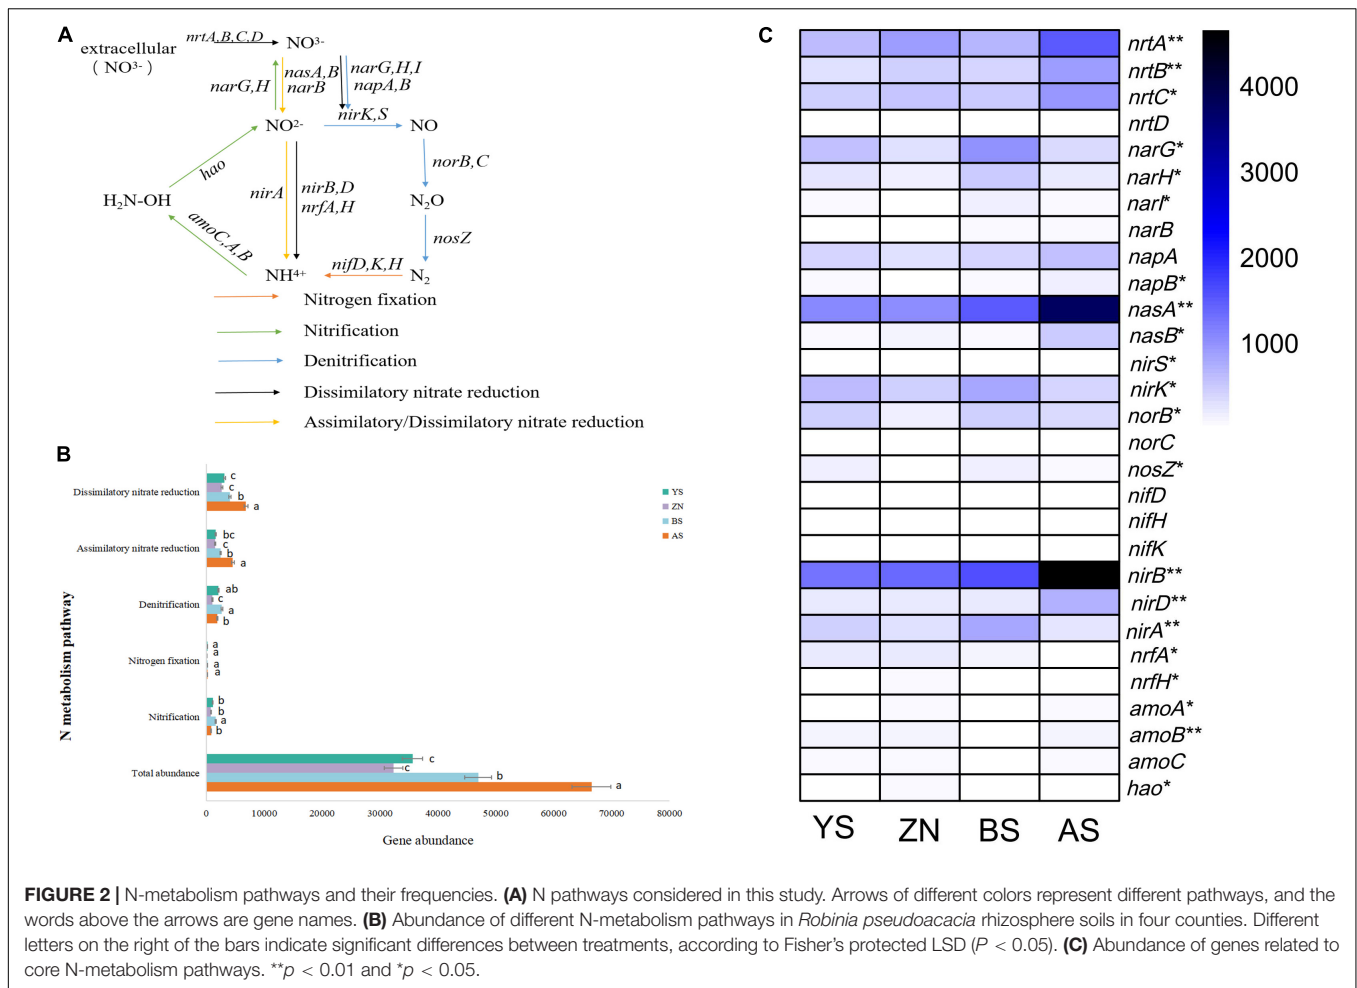 A
extracellular
( NO³⁻ )
nrtA,B,C,D
NO³⁻
narG,H
nasA,B
narB
narG,H,I
napA,B
NO²⁻
nirK,S
NO
hao
norB,C
H₂N-OH
nirA
nirB,D
nrfA,H
N₂O
amoC,A,B
nosZ
NH⁴⁺
nifD,K,H
N₂
Nitrogen fixation
Nitrification
Denitrification
Dissimilatory nitrate reduction
Assimilatory/Dissimilatory nitrate reduction
B
N metabolism pathway
Dissimilatory nitrate reduction
c
c
b
a
Assimilatory nitrate reduction
bc
c
b
a
Denitrification
ab
c
a
b
Nitrogen fixation
a
a
a
a
Nitrification
b
b
a
b
Total abundance
c
c
b
a
0 10000 20000 30000 40000 50000 60000 70000 80000
Gene abundance
YS
ZN
BS
AS
C
nrtA**
nrtB**
nrtC*
nrtD
narG*
narH*
narI*
narB
napA
napB*
nasA**
nasB*
nirS*
nirK*
norB*
norC
nosZ*
nifD
nifH
nifK
nirB**
nirD**
nirA**
nrfA*
nrfH*
amoA*
amoB**
amoC
hao*
YS ZN BS AS
4000
3000
2000
1000
FIGURE 2 | N-metabolism pathways and their frequencies. (A) N pathways considered in this study. Arrows of different colors represent different pathways, and the
words above the arrows are gene names. (B) Abundance of different N-metabolism pathways in Robinia pseudoacacia rhizosphere soils in four counties. Different
letters on the right of the bars indicate significant differences between treatments, according to Fisher's protected LSD (P < 0.05). (C) Abundance of genes related to
core N-metabolism pathways. **p < 0.01 and *p < 0.05.